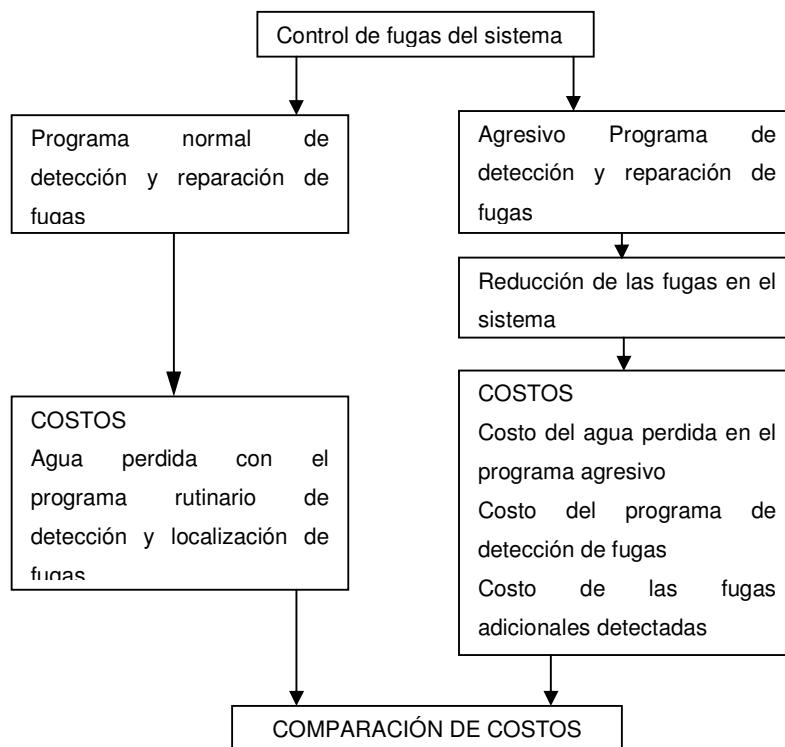 Control de fugas del sistema
Programa normal de
detección y reparación de
fugas
Agresivo Programa de
detección y reparación de
fugas
Reducción de las fugas en el
sistema
COSTOS
Agua perdida con el
programa rutinario de
detección y localización de
fugas
COSTOS
Costo del agua perdida en el
programa agresivo
Costo del programa de
detección de fugas
Costo de las fugas
adicionales detectadas
COMPARACIÓN DE COSTOS